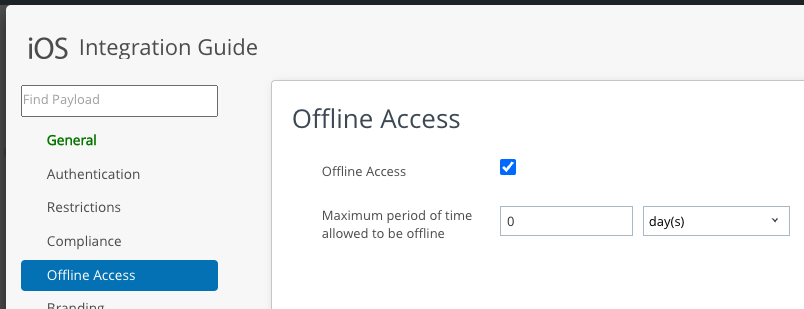 iOS Integration Guide
Find Payload
General
Authentication
Restrictions
Compliance
Offline Access
Branding
Offline Access
Offline Access
Maximum period of time
allowed to be offline
0
day(s)